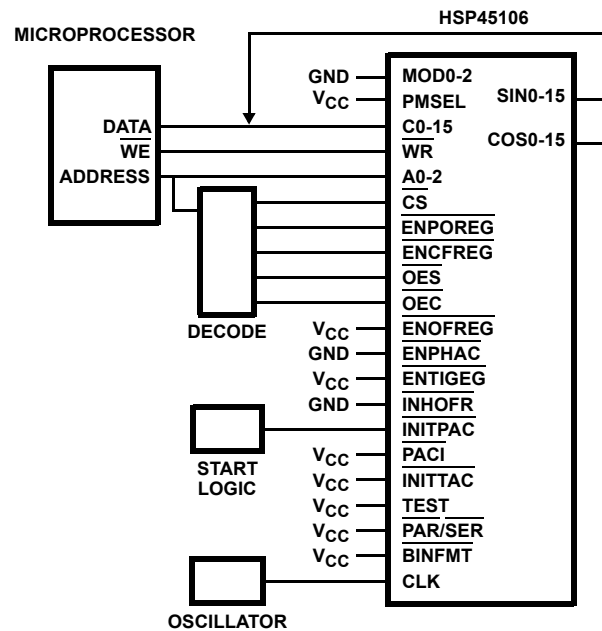 HSP45106
MICROPROCESSOR
DATA
WE
ADDRESS
DECODE
START
LOGIC
OSCILLATOR
GND
VCC
VCC
GND
VCC
GND
VCC
VCC
VCC
VCC
VCC
MOD0-2
PMSEL
C0-15
WR
A0-2
CS
ENPOREG
ENCFREG
OES
OEC
ENOFREG
ENPHAC
ENTIGEG
INHOFR
INITPAC
PACI
INITTAC
TEST
PAR/SER
BINFMT
CLK
SIN0-15
COS0-15